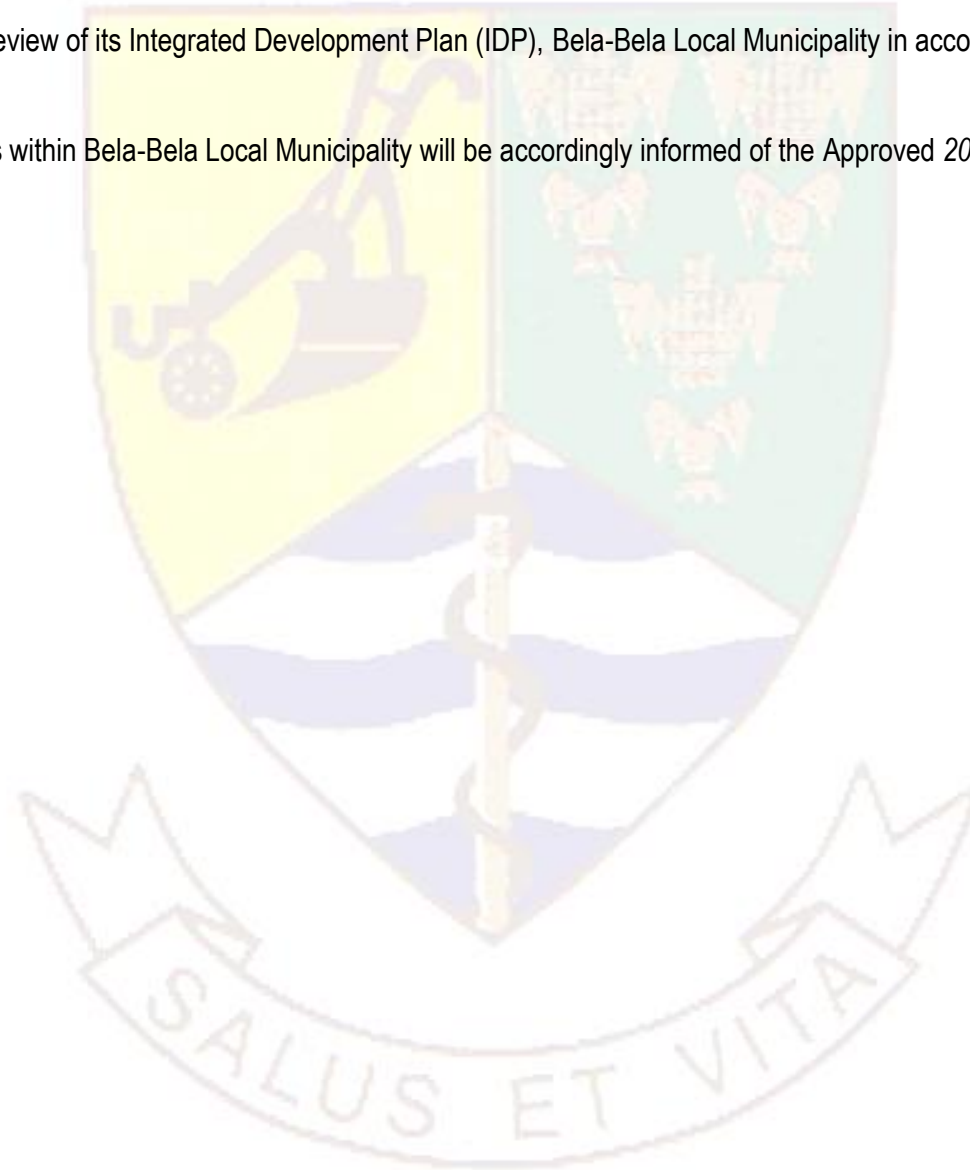 eview of its Integrated Development Plan (IDP), Bela-Bela Local Municipality in acco
s within Bela-Bela Local Municipality will be accordingly informed of the Approved 20
SALUS ET VITA